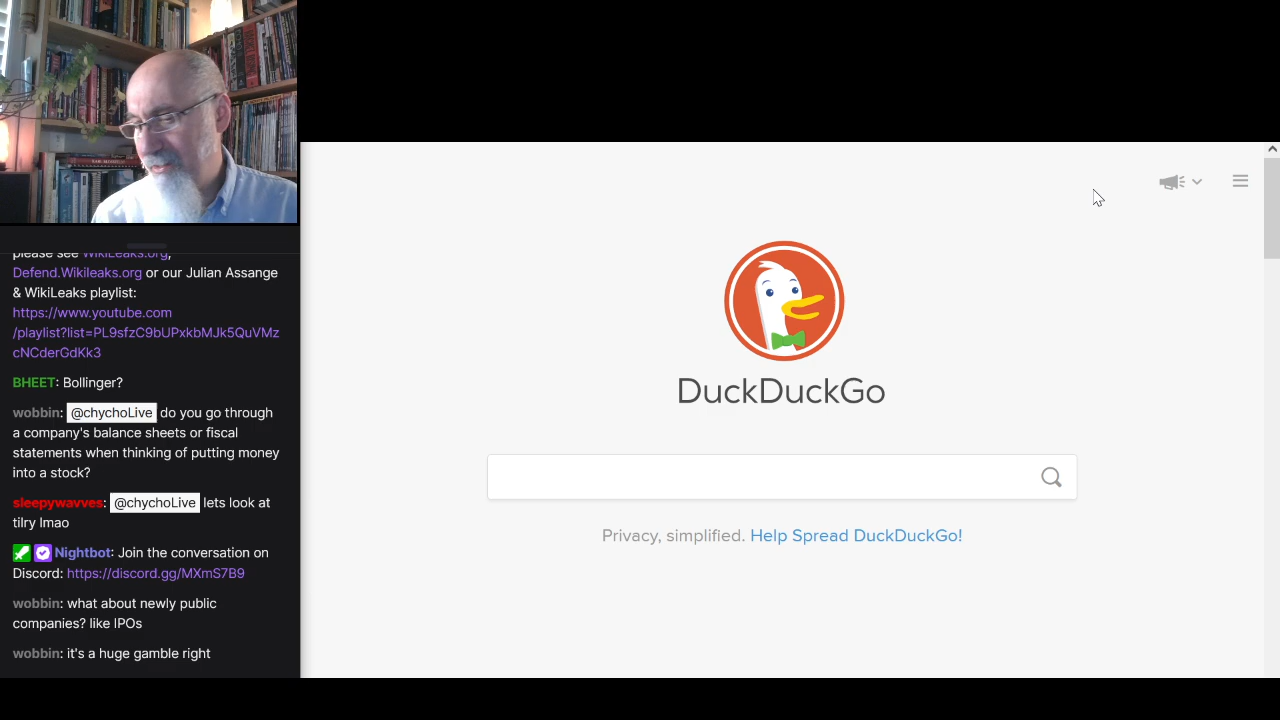 please see WikiLeaks.org,
Defend.Wikileaks.org or our Julian Assange
& WikiLeaks playlist:
https://www.youtube.com
/playlist?list=PL9sfzC9bUPxkbMJk5QuVMz
cNCderGdKk3
BHEET: Bollinger?
wobbin: @chychoLive do you go through
a company's balance sheets or fiscal
statements when thinking of putting money
into a stock?
sleepywavves: @chychoLive lets look at
tilry lmao
Nightbot: Join the conversation on
Discord: https://discord.gg/MXmS7B9
wobbin: what about newly public
companies? like IPOs
wobbin: it's a huge gamble right
DuckDuckGo
Privacy, simplified. Help Spread DuckDuckGo!